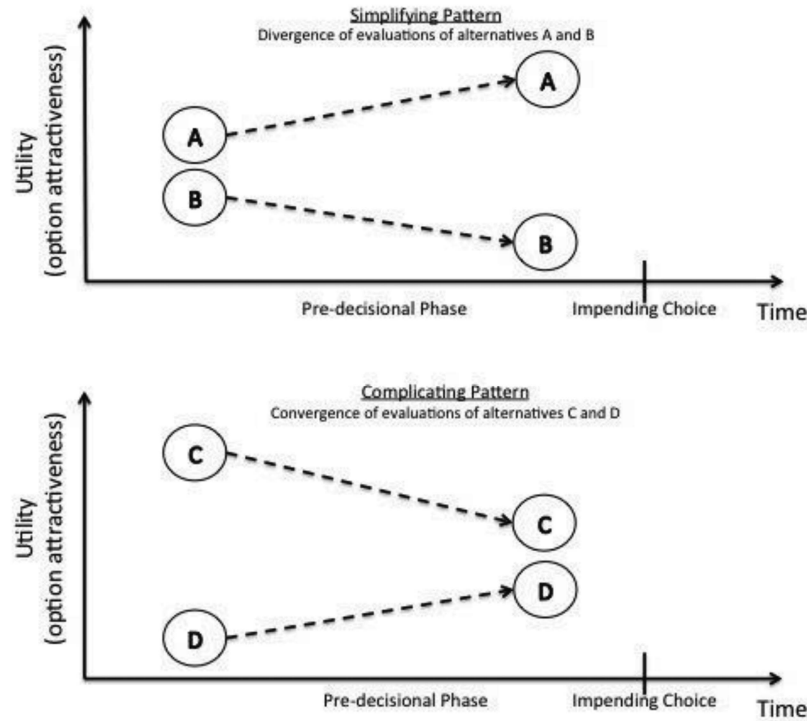 Simplifying Pattern
Divergence of evaluations of alternatives A and B
Utility
(option attractiveness)
A
A
B
B
Pre-decisional Phase
Impending Choice
Time
Complicating Pattern
Convergence of evaluations of alternatives C and D
Utility
(option attractiveness)
C
C
D
D
Pre-decisional Phase
Impending Choice
Time